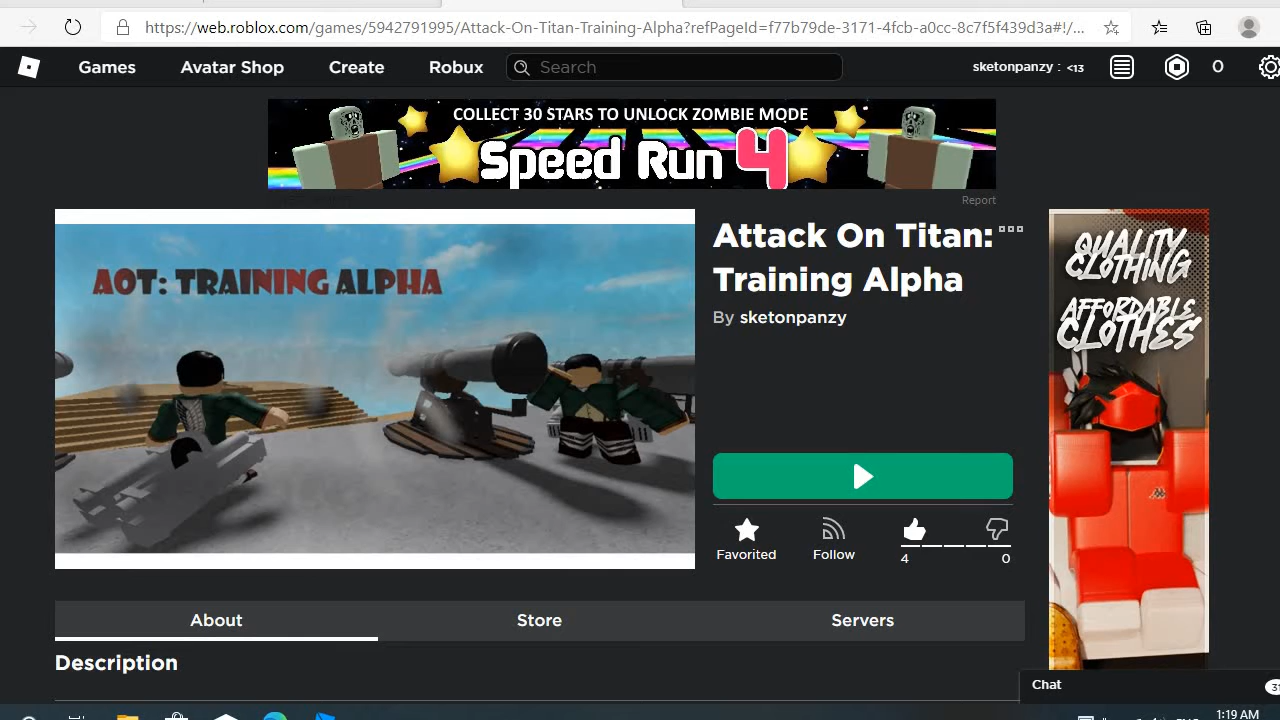 https://web.roblox.com/games/5942791995/Attack-On-Titan-Training-Alpha?refPageId=f77b79de-3171-4fcb-a0cc-8c7f5f439d3a#!/...
Games Avatar Shop Create Robux Search sketonpanzy : <13 0
COLLECT 30 STARS TO UNLOCK ZOMBIE MODE
Speed Run 4
Report
AOT: TRAINING ALPHA
Attack On Titan:
Training Alpha
By sketonpanzy
Favorited Follow 4 0
QUALITY
CLOTHING
AFFORDABLE
CLOTHES
About Store Servers
Description
Chat
1:19 AM